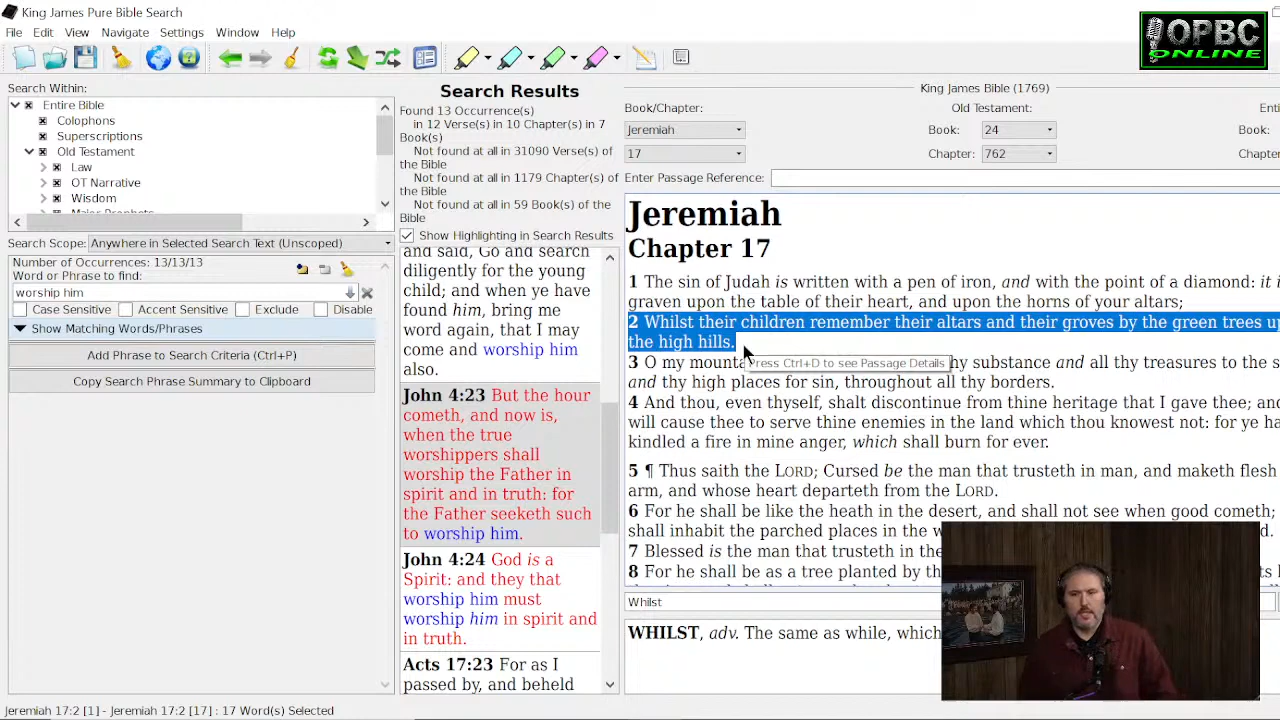 King James Pure Bible Search
OPBC
ONLINE
File Edit View Navigate Settings Window Help
Search Within:
Entire Bible
Colophons
Superscriptions
Old Testament
Law
OT Narrative
Wisdom
Major Prophets
Search Scope: Anywhere in Selected Search Text (Unscoped)
Number of Occurrences: 13/13/13
Word or Phrase to find:
worship him
Case Sensitive Accent Sensitive Exclude Disable
Show Matching Words/Phrases
Add Phrase to Search Criteria (Ctrl+P)
Copy Search Phrase Summary to Clipboard
Search Results
Found 13 Occurrence(s)
in 12 Verse(s) in 10 Chapter(s) in 7
Book(s)
Not found at all in 31090 Verse(s) of
the Bible
Not found at all in 1179 Chapter(s) of
the Bible
Not found at all in 59 Book(s) of the
Bible
Show Highlighting in Search Results
and said, Go and search
diligently for the young
child; and when ye have
found him, bring me
word again, that I may
come and worship him
also.
John 4:23 But the hour
cometh, and now is,
when the true
worshippers shall
worship the Father in
spirit and in truth: for
the Father seeketh such
to worship him.
John 4:24 God is a
Spirit: and they that
worship him must
worship him in spirit and
in truth.
Acts 17:23 For as I
passed by, and beheld
King James Bible (1769)
Book/Chapter: Old Testament:
Jeremiah Book: 24 Book:
17 Chapter: 762 Chapter
Enter Passage Reference:
Jeremiah
Chapter 17
1 The sin of Judah is written with a pen of iron, and with the point of a diamond: it i
graven upon the table of their heart, and upon the horns of your altars;
2 Whilst their children remember their altars and their groves by the green trees u
the high hills.
Press Ctrl+D to see Passage Details
3 O my mounta hy substance and all thy treasures to the s
and thy high places for sin, throughout all thy borders.
4 And thou, even thyself, shalt discontinue from thine heritage that I gave thee; and
will cause thee to serve thine enemies in the land which thou knowest not: for ye ha
kindled a fire in mine anger, which shall burn for ever.
5 ¶ Thus saith the LORD; Cursed be the man that trusteth in man, and maketh flesh
arm, and whose heart departeth from the LORD.
6 For he shall be like the heath in the desert, and shall not see when good cometh;
shall inhabit the parched places in the w
7 Blessed is the man that trusteth in the
8 For he shall be as a tree planted by th
Whilst
WHILST, adv. The same as while, which
Jeremiah 17:2 [1] - Jeremiah 17:2 [17] : 17 Word(s) Selected